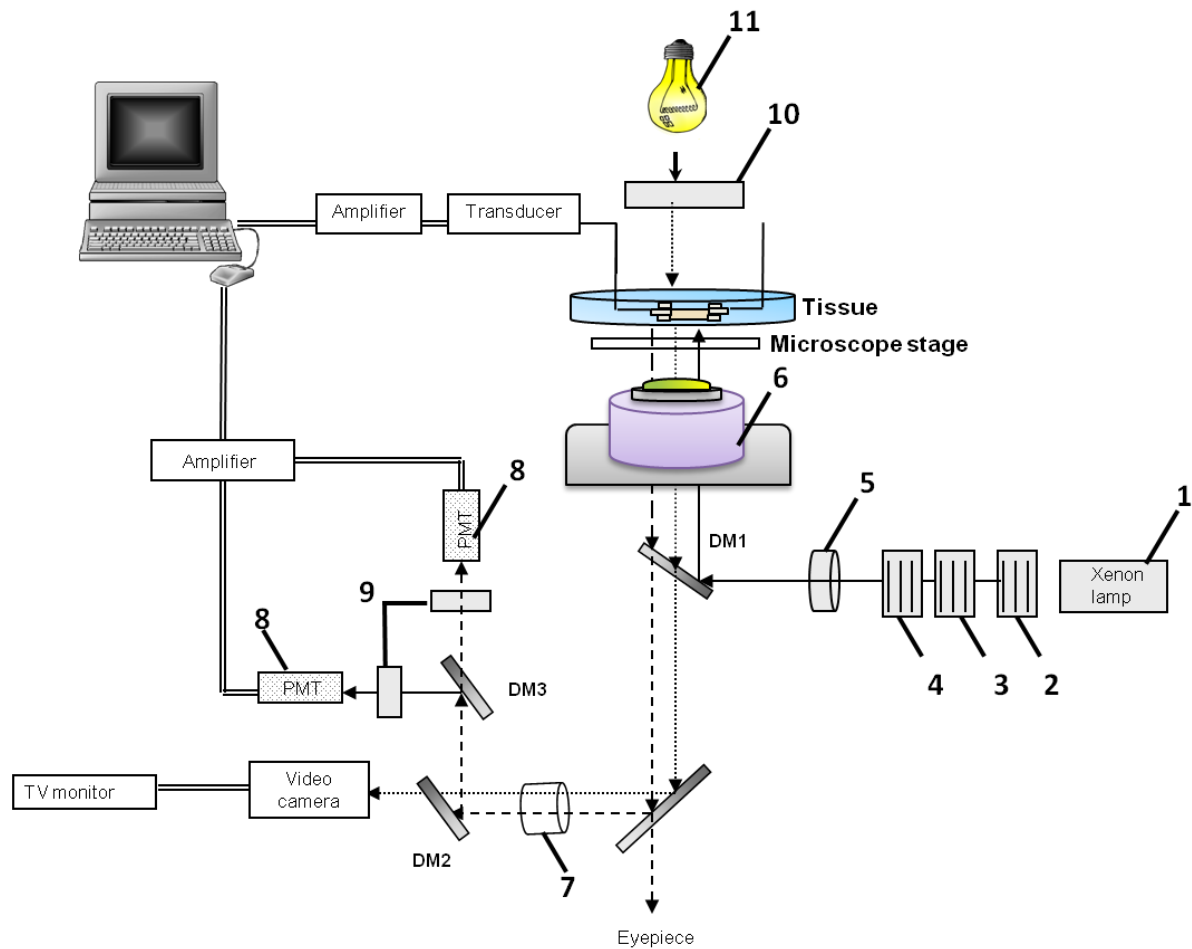 11
10
Amplifier
Transducer
Tissue
Microscope stage
6
Amplifier
8
PMT
DM1
5
1
Xenon
lamp
9
8
PMT
DM3
4
3
2
TV monitor
Video
camera
DM2
7
Eyepiece